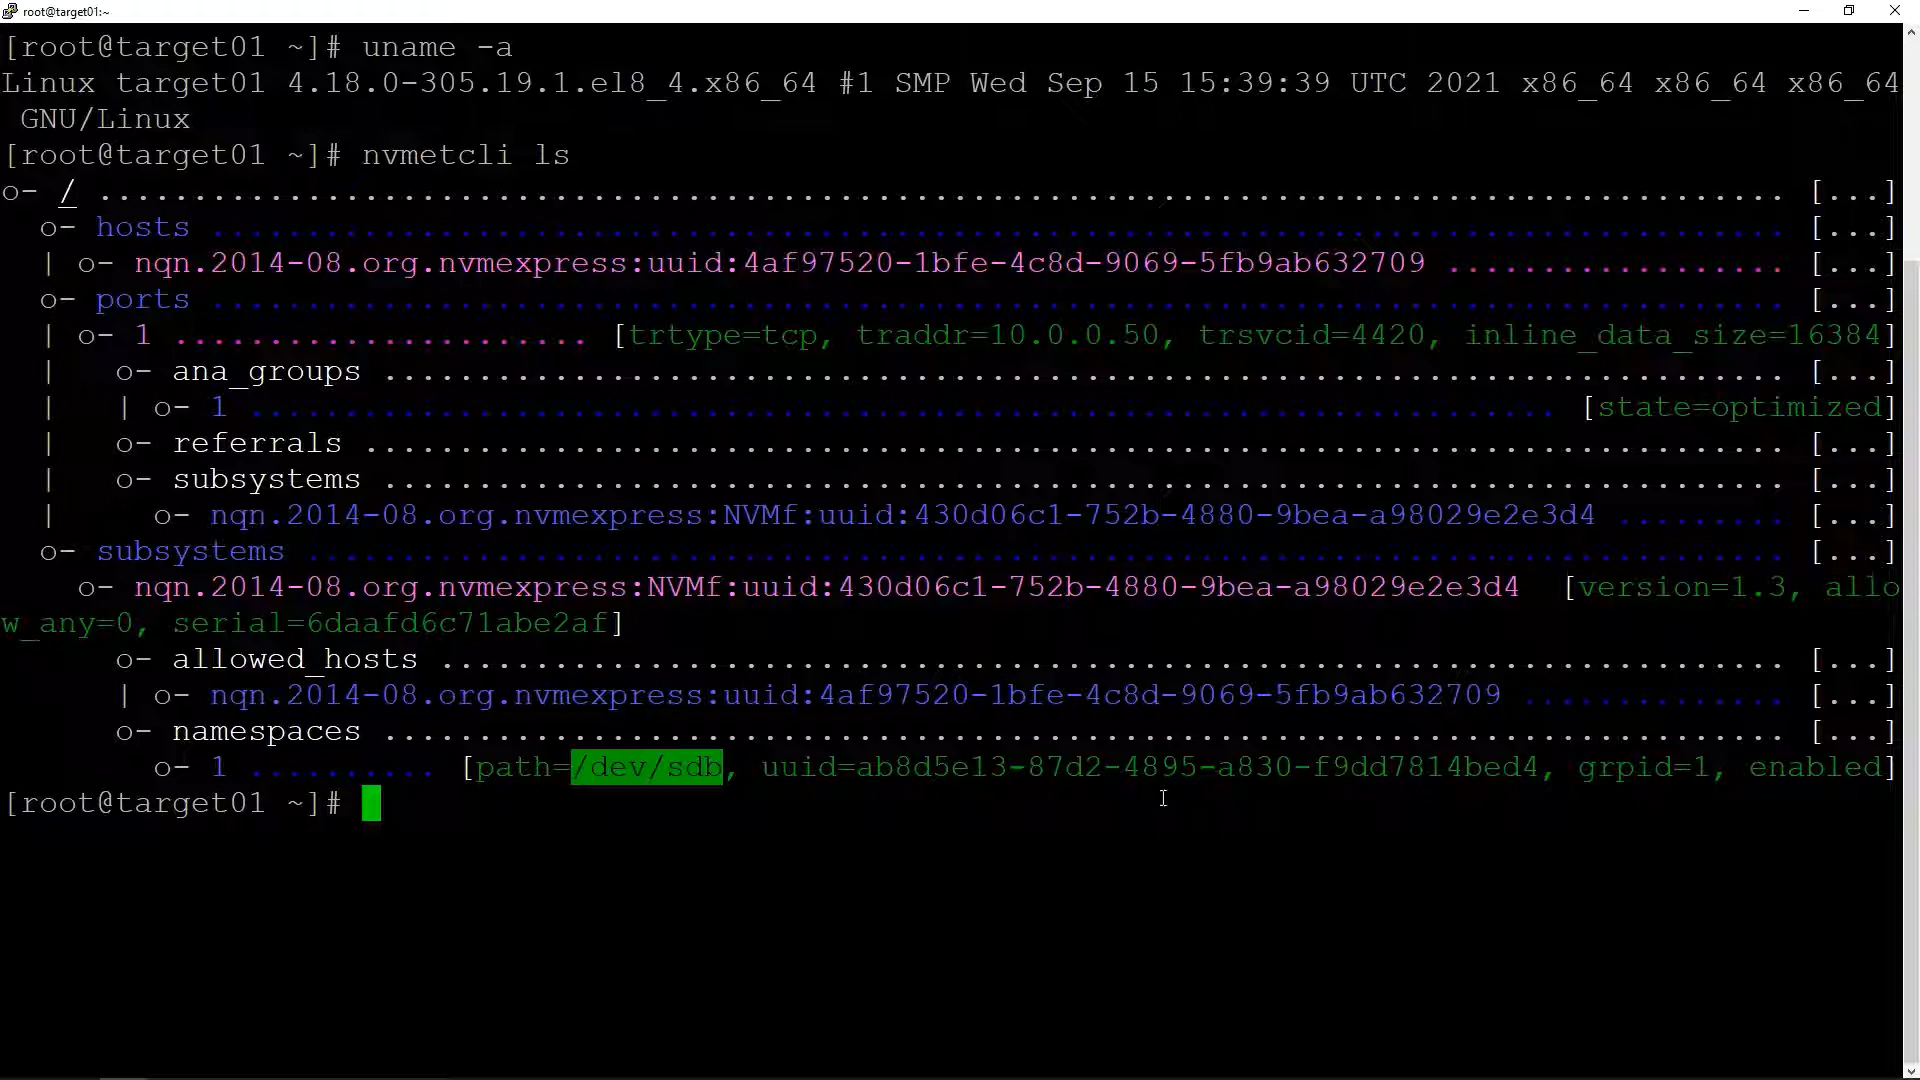 root@target01:~
[root@target01 ~]# uname -a
Linux target01 4.18.0-305.19.1.el8_4.x86_64 #1 SMP Wed Sep 15 15:39:39 UTC 2021 x86_64 x86_64 x86_64
 GNU/Linux
[root@target01 ~]# nvmetcli ls
o- / ........................................................................................ [...]
  o- hosts .................................................................................. [...]
  | o- nqn.2014-08.org.nvmexpress:uuid:4af97520-1bfe-4c8d-9069-5fb9ab632709 .................. [...]
  o- ports .................................................................................. [...]
  | o- 1 ...................... [trtype=tcp, traddr=10.0.0.50, trsvcid=4420, inline_data_size=16384]
  |   o- ana_groups ......................................................................... [...]
  |   | o- 1 .................................................................... [state=optimized]
  |   o- referrals .......................................................................... [...]
  |   o- subsystems ......................................................................... [...]
  |     o- nqn.2014-08.org.nvmexpress:NVMf:uuid:430d06c1-752b-4880-9bea-a98029e2e3d4 ......... [...]
  o- subsystems ............................................................................. [...]
    o- nqn.2014-08.org.nvmexpress:NVMf:uuid:430d06c1-752b-4880-9bea-a98029e2e3d4  [version=1.3, allo
w_any=0, serial=6daafd6c71abe2af]
      o- allowed_hosts ...................................................................... [...]
      | o- nqn.2014-08.org.nvmexpress:uuid:4af97520-1bfe-4c8d-9069-5fb9ab632709 .............. [...]
      o- namespaces ......................................................................... [...]
        o- 1 .......... [path=/dev/sdb, uuid=ab8d5e13-87d2-4895-a830-f9dd7814bed4, grpid=1, enabled]
[root@target01 ~]#